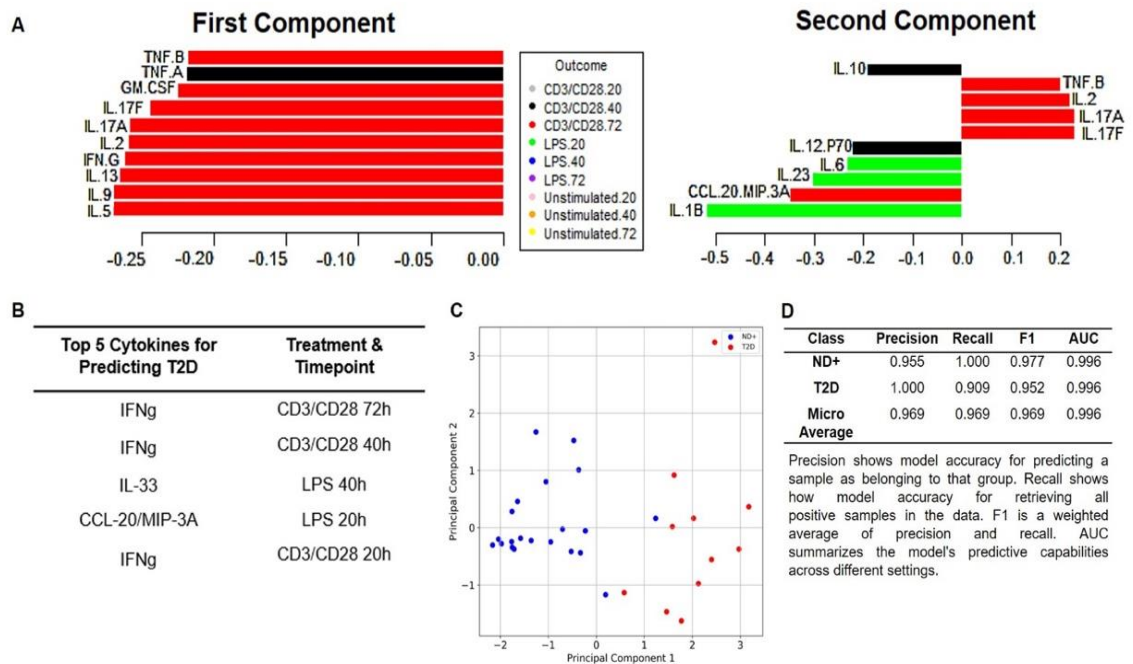 A
First Component
Second Component
TNF.B
TNF.A
GM.CSF
IL.17F
IL.17A
IL.2
IFN.G
IL.13
IL.9
IL.5
-0.25 -0.20 -0.15 -0.10 -0.05 0.00
Outcome
CD3/CD28.20
CD3/CD28.40
CD3/CD28.72
LPS.20
LPS.40
LPS.72
Unstimulated.20
Unstimulated.40
Unstimulated.72
IL.10
TNF.B
IL.2
IL.17A
IL.17F
IL.12.P70
IL.6
IL.23
CCL.20.MIP.3A
IL.1B
-0.5 -0.4 -0.3 -0.2 -0.1 0.0 0.1 0.2
B
Top 5 Cytokines for Predicting T2D Treatment & Timepoint
IFNg CD3/CD28 72h
IFNg CD3/CD28 40h
IL-33 LPS 40h
CCL-20/MIP-3A LPS 20h
IFNg CD3/CD28 20h
C
ND+
T2D
Principal Component 2
3
2
1
0
−1
−2 −1 0 1 2 3
Principal Component 1
D
Class Precision Recall F1 AUC
ND+ 0.955 1.000 0.977 0.996
T2D 1.000 0.909 0.952 0.996
Micro Average 0.969 0.969 0.969 0.996
Precision shows model accuracy for predicting a
sample as belonging to that group. Recall shows
how model accuracy for retrieving all
positive samples in the data. F1 is a weighted
average of precision and recall. AUC
summarizes the model's predictive capabilities
across different settings.